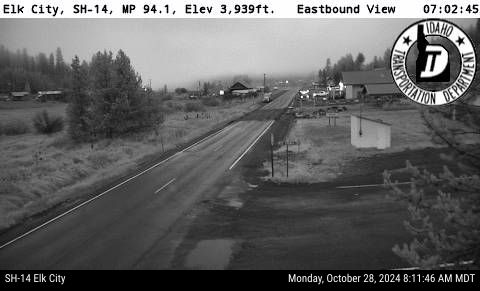 Elk City, SH-14, MP 94.1, Elev 3,939ft. Eastbound View 07:02:45
IDAHO
TRANSPORTATION DEPARTMENT
SH-14 Elk City Monday, October 28, 2024 8:11:46 AM MDT